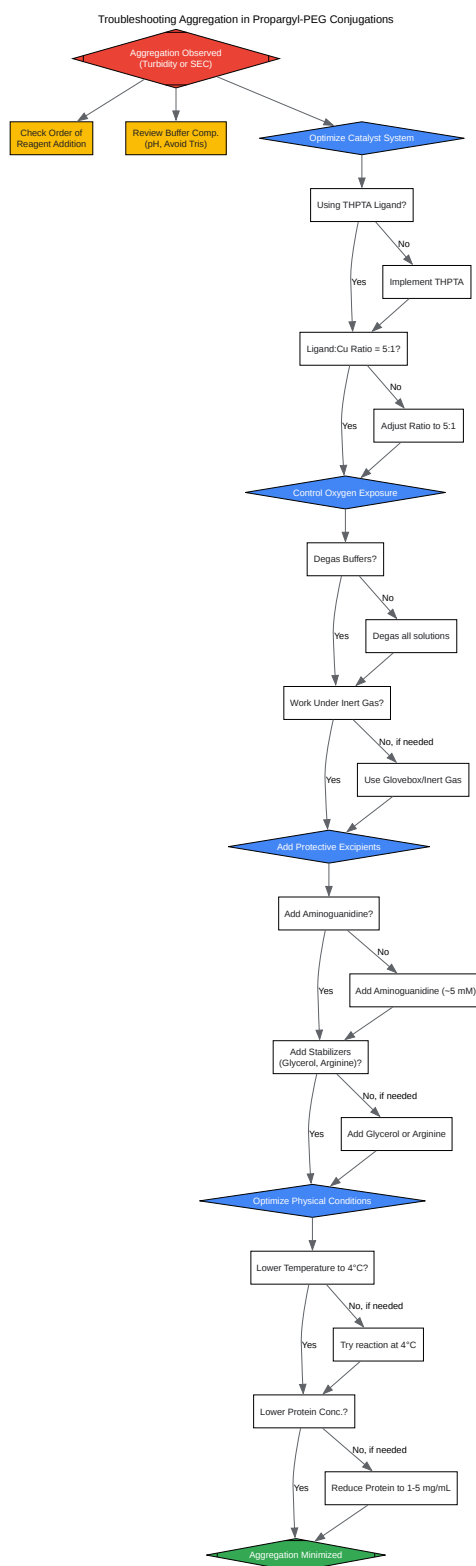 Troubleshooting Aggregation in Propargyl-PEG Conjugations
Aggregation Observed
(Turbidity or SEC)
Check Order of
Reagent Addition
Review Buffer Comp.
(pH, Avoid Tris)
Optimize Catalyst System
Using THPTA Ligand?
No
Yes
Implement THPTA
Ligand:Cu Ratio = 5:1?
No
Yes
Adjust Ratio to 5:1
Control Oxygen Exposure
Degas Buffers?
No
Yes
Degas all solutions
Work Under Inert Gas?
No, if needed
Yes
Use Glovebox/Inert Gas
Add Protective Excipients
Add Aminoguanidine?
No
Yes
Add Aminoguanidine (~5 mM)
Add Stabilizers
(Glycerol, Arginine)?
No, if needed
Yes
Add Glycerol or Arginine
Optimize Physical Conditions
Lower Temperature to 4°C?
No, if needed
Yes
Try reaction at 4°C
Lower Protein Conc.?
No, if needed
Yes
Reduce Protein to 1-5 mg/mL
Aggregation Minimized